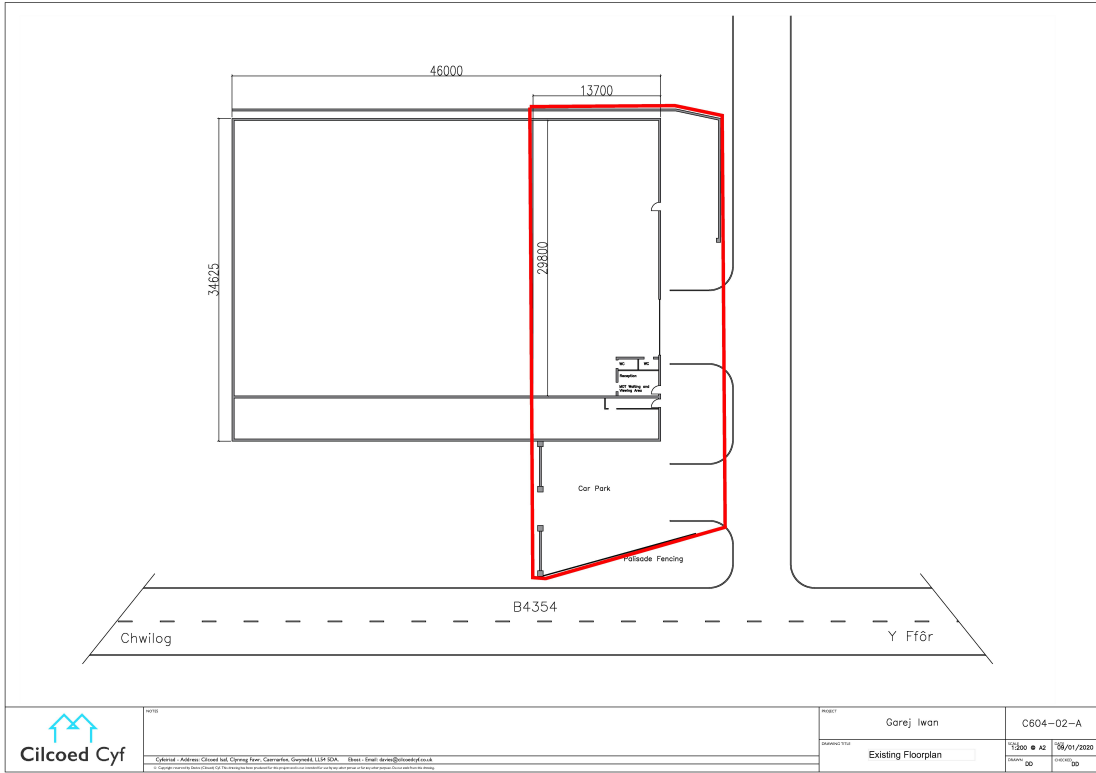 46000
13700
34625
29800
WC WC
Reception
MOT Waiting and
Viewing Area
Car Park
Palisade Fencing
B4354
Chwilog
Y Ffôr
Cilcoed Cyf
NOTES
Cyfeiriad - Address: Cilcoed Isaf, Clynnog Fawr, Caernarfon, Gwynedd, LL54 5DA. Ebost - Email: davies@cilcoedcyf.co.uk
PROJECT
Garej Iwan
C604-02-A
DRAWING TITLE
Existing Floorplan
SCALE
1:200 @ A2
DATE
09/01/2020
DRAWN
DD
CHECKED
DD